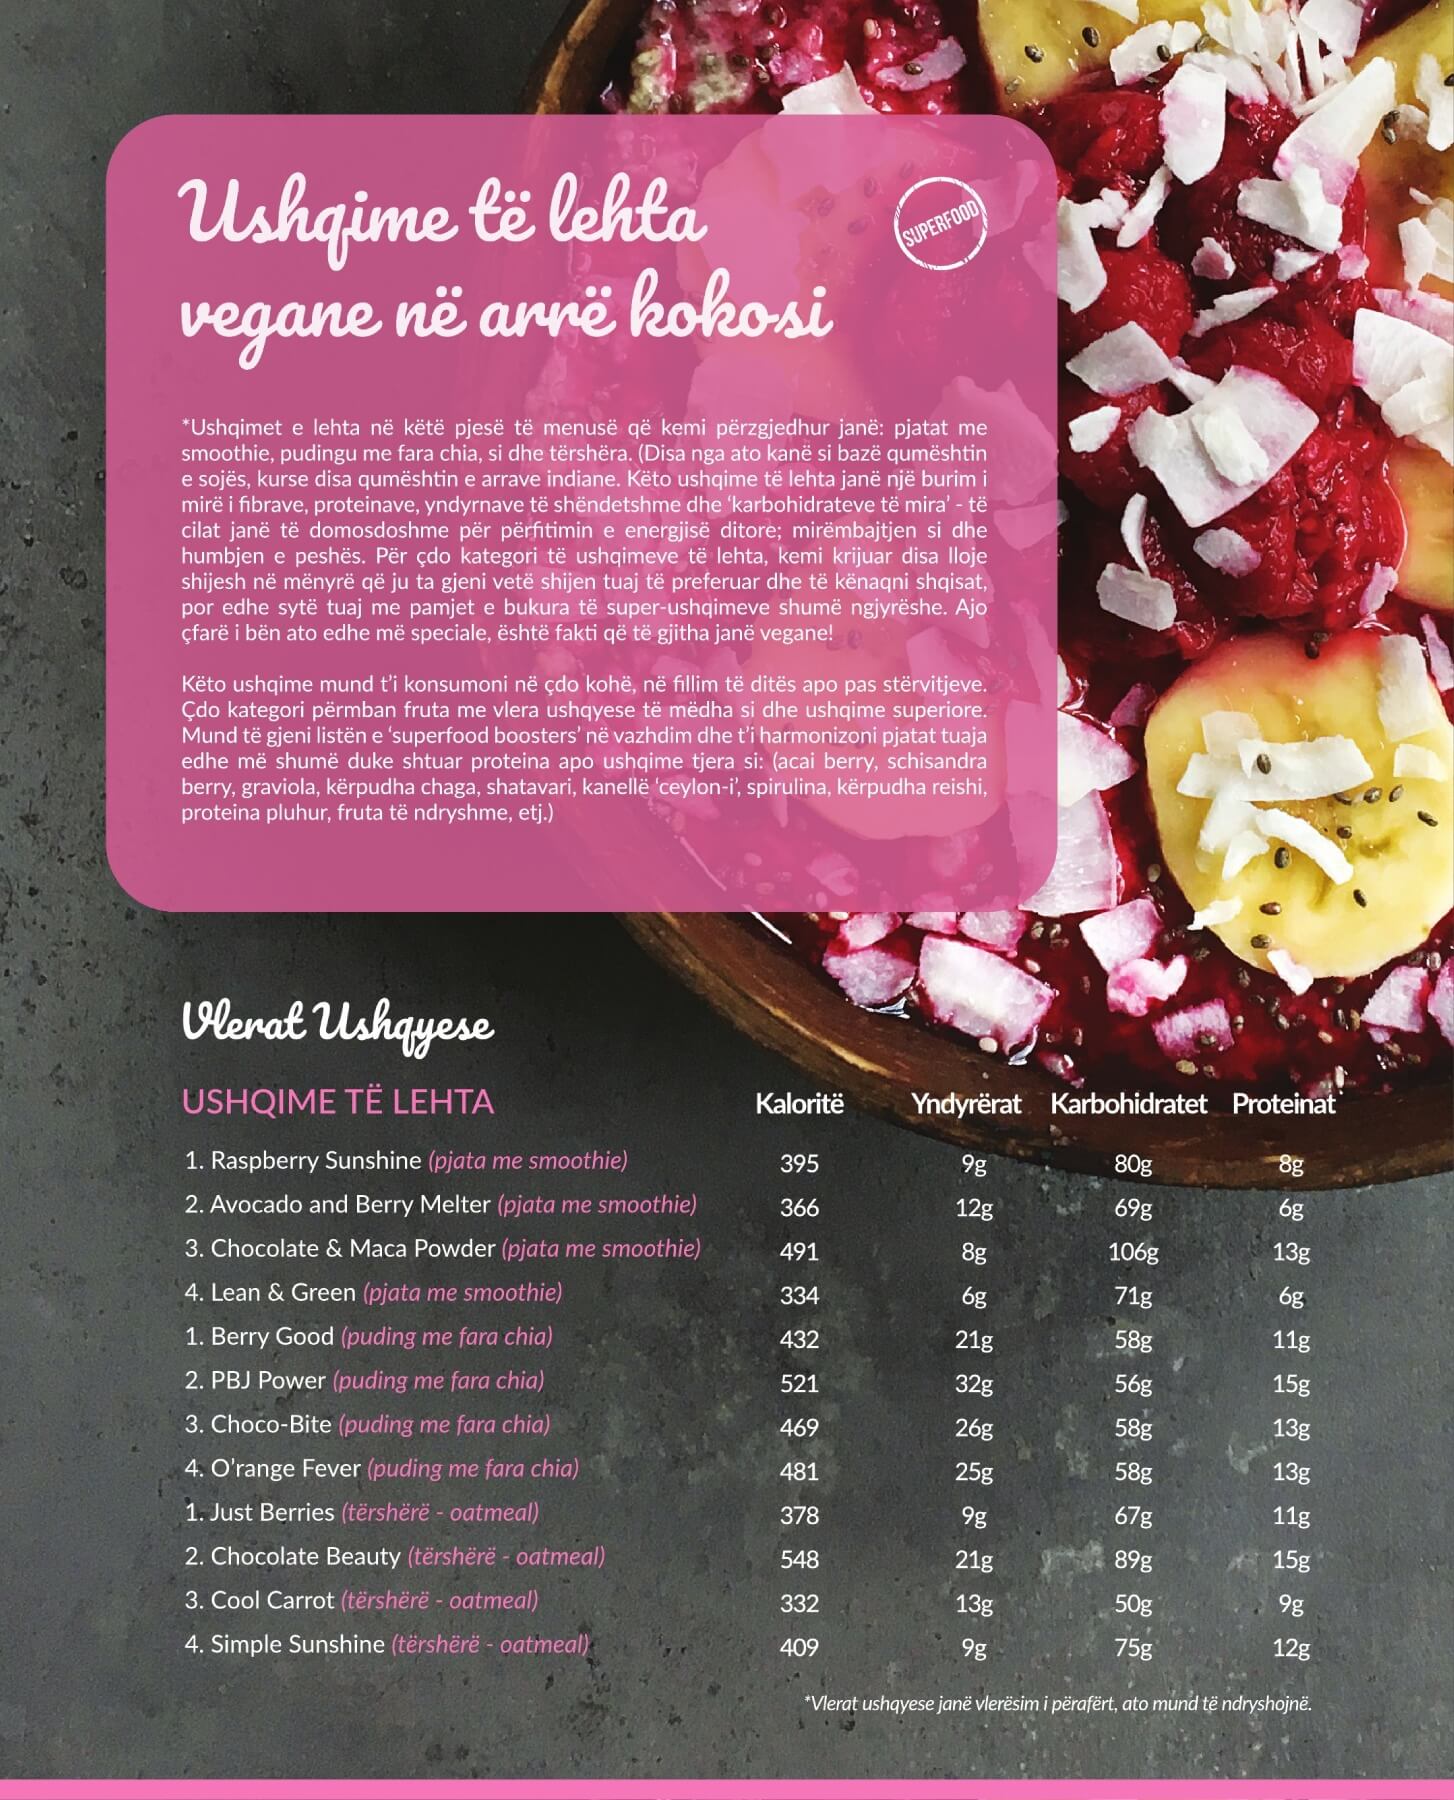 Ushqime të lehta
vegane në arrë kokosi
SUPERFOOD
*Ushqimet e lehta në këtë pjesë të menusë që kemi përzgjedhur janë: pjatat me
smoothie, pudingu me fara chia, si dhe tërshëra. (Disa nga ato kanë si bazë qumështin
e sojës, kurse disa qumështin e arrave indiane. Këto ushqime të lehta janë një burim i
mirë i fibrave, proteinave, yndyrnave të shëndetshme dhe ‘karbohidrateve të mira’ - të
cilat janë të domosdoshme për përfitimin e energjisë ditore; mirëmbajtjen si dhe
humbjen e peshës. Për çdo kategori të ushqimeve të lehta, kemi krijuar disa lloje
shijesh në mënyrë që ju ta gjeni vetë shijen tuaj të preferuar dhe të kënaqni shqisat,
por edhe sytë tuaj me pamjet e bukura të super-ushqimeve shumë ngjyrëshe. Ajo
çfarë i bën ato edhe më speciale, është fakti që të gjitha janë vegane!
Këto ushqime mund t’i konsumoni në çdo kohë, në fillim të ditës apo pas stërvitjeve.
Çdo kategori përmban fruta me vlera ushqyese të mëdha si dhe ushqime superiore.
Mund të gjeni listën e ‘superfood boosters’ në vazhdim dhe t’i harmonizoni pjatat tuaja
edhe më shumë duke shtuar proteina apo ushqime tjera si: (acai berry, schisandra
berry, graviola, kërpudha chaga, shatavari, kanellë ‘ceylon-i’, spirulina, kërpudha reishi,
proteina pluhur, fruta të ndryshme, etj.)
Vlerat Ushqyese
USHQIME TË LEHTA Kaloritë Yndyrërat Karbohidratet Proteinat
1. Raspberry Sunshine (pjata me smoothie) 395 9g 80g 8g
2. Avocado and Berry Melter (pjata me smoothie) 366 12g 69g 6g
3. Chocolate & Maca Powder (pjata me smoothie) 491 8g 106g 13g
4. Lean & Green (pjata me smoothie) 334 6g 71g 6g
1. Berry Good (puding me fara chia) 432 21g 58g 11g
2. PBJ Power (puding me fara chia) 521 32g 56g 15g
3. Choco-Bite (puding me fara chia) 469 26g 58g 13g
4. O’range Fever (puding me fara chia) 481 25g 58g 13g
1. Just Berries (tërshërë - oatmeal) 378 9g 67g 11g
2. Chocolate Beauty (tërshërë - oatmeal) 548 21g 89g 15g
3. Cool Carrot (tërshërë - oatmeal) 332 13g 50g 9g
4. Simple Sunshine (tërshërë - oatmeal) 409 9g 75g 12g
*Vlerat ushqyese janë vlerësim i përafërt, ato mund të ndryshojnë.